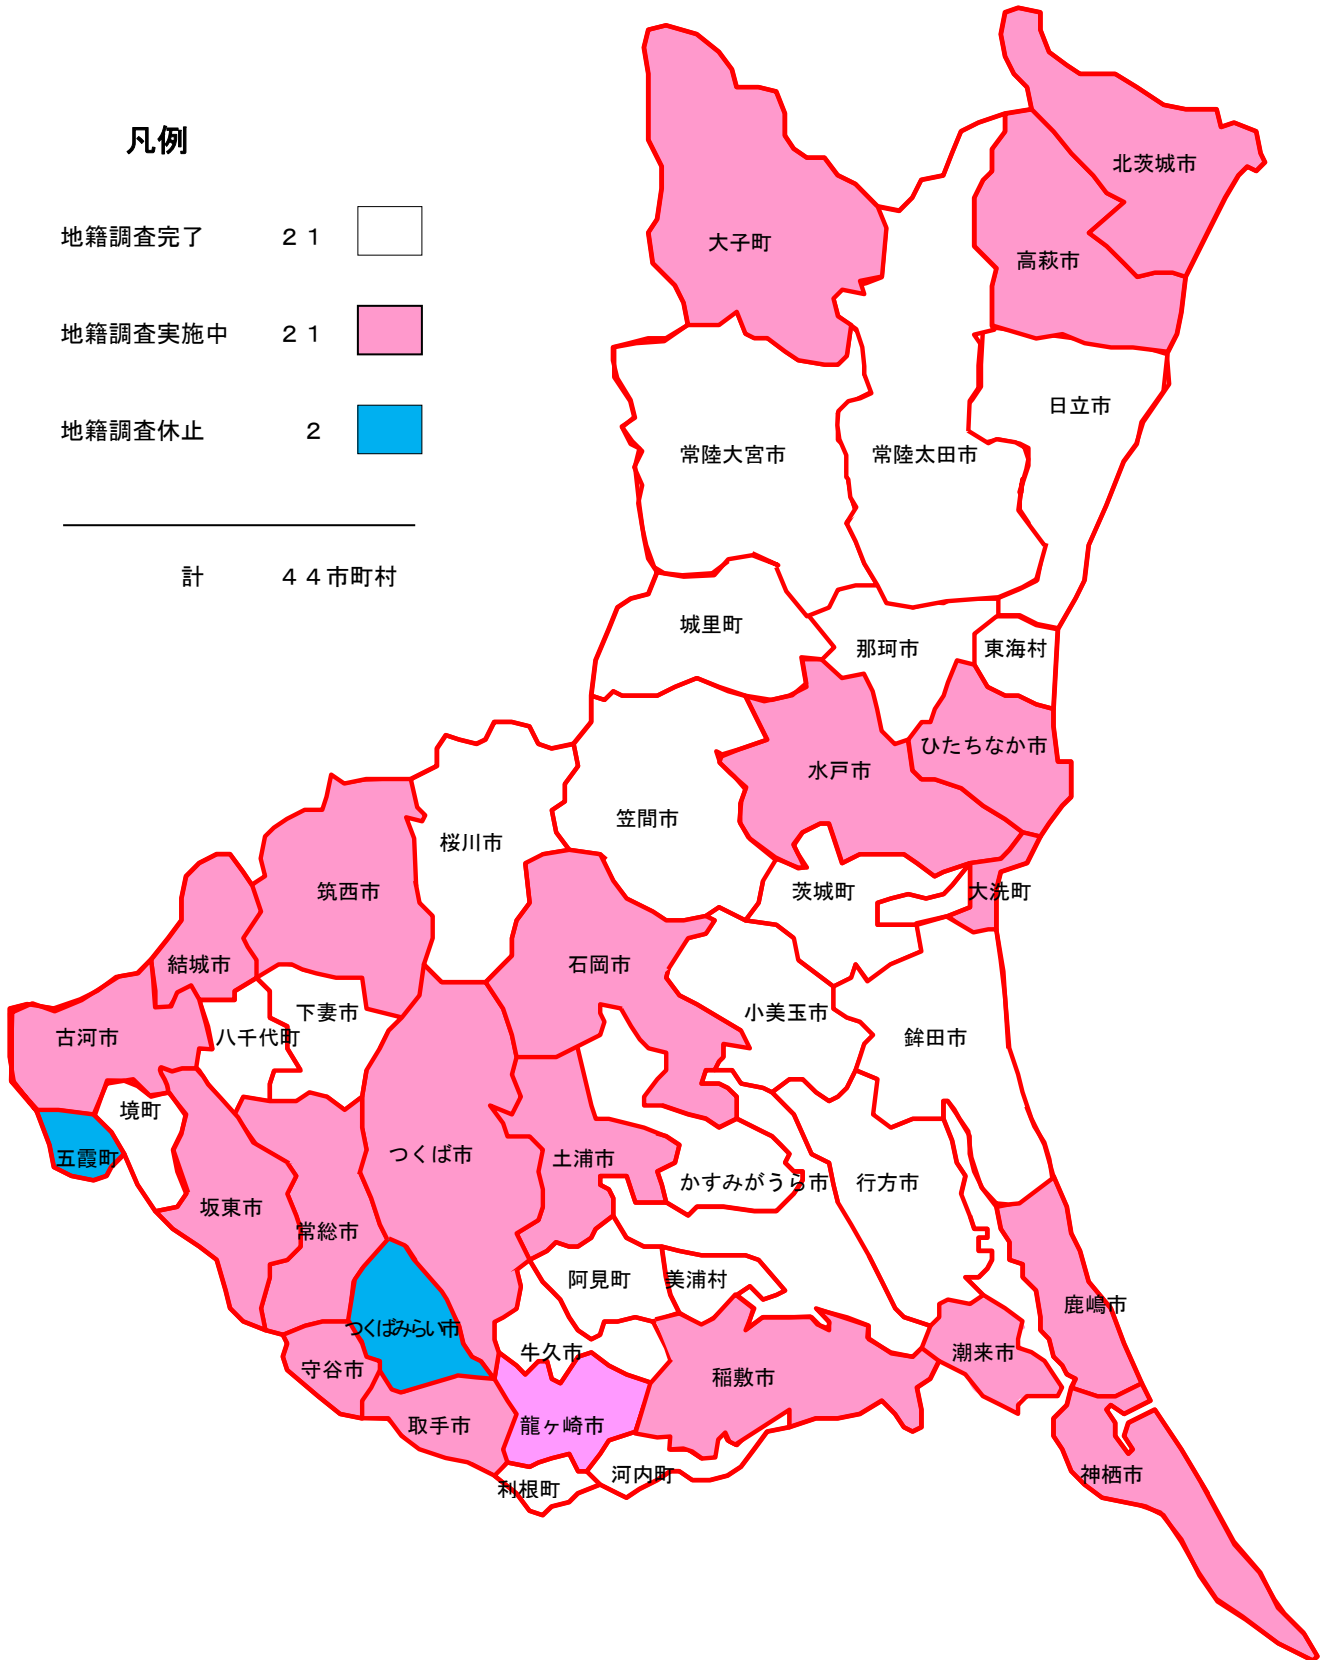 凡例
地籍調査完了 ２１
地籍調査実施中 ２１
地籍調査休止 ２
計 ４４市町村
北茨城市
大子町
高萩市
日立市
常陸大宮市
常陸太田市
城里町
那珂市
東海村
ひたちなか市
水戸市
笠間市
桜川市
筑西市
茨城町
大洗町
結城市
石岡市
下妻市
小美玉市
古河市
八千代町
鉾田市
境町
五霞町
つくば市
土浦市
かすみがうら市
行方市
坂東市
常総市
阿見町
美浦村
鹿嶋市
つくばみらい市
牛久市
潮来市
守谷市
稲敷市
取手市
龍ヶ崎市
河内町
神栖市
利根町